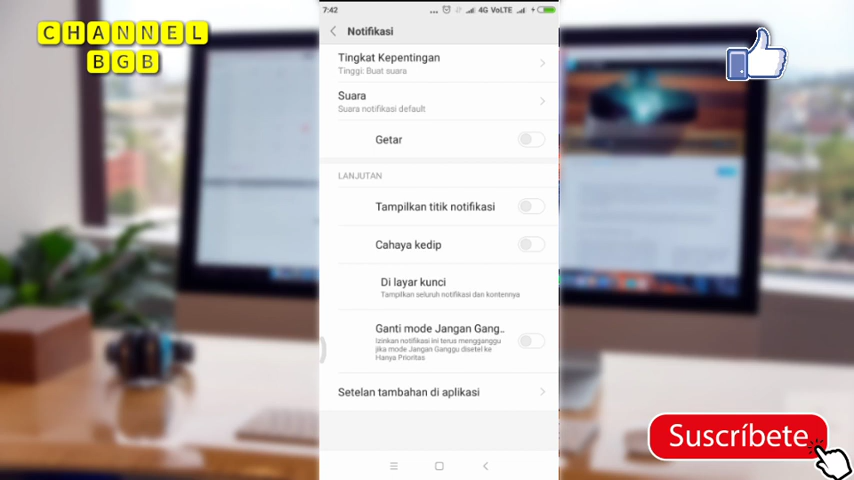 CHANNEL
BGB
7:42
... 4G VoLTE
Notifikasi
Tingkat Kepentingan
Tinggi: Buat suara
Suara
Suara notifikasi default
Getar
LANJUTAN
Tampilkan titik notifikasi
Cahaya kedip
Di layar kunci
Tampilkan seluruh notifikasi dan kontennya
Ganti mode Jangan Gang..
Izinkan notifikasi ini terus mengganggu
jika mode Jangan Ganggu disetel ke
Hanya Prioritas
Setelan tambahan di aplikasi
Suscríbete